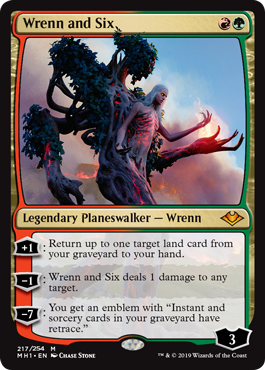 Wrenn and Six
Legendary Planeswalker — Wrenn
+1: Return up to one target land card from
your graveyard to your hand.
−1: Wrenn and Six deals 1 damage to any
target.
−7: You get an emblem with “Instant and
sorcery cards in your graveyard have
retrace.”
3
217/254 M
MH1 • EN Chase Stone
™ & © 2019 Wizards of the Coast